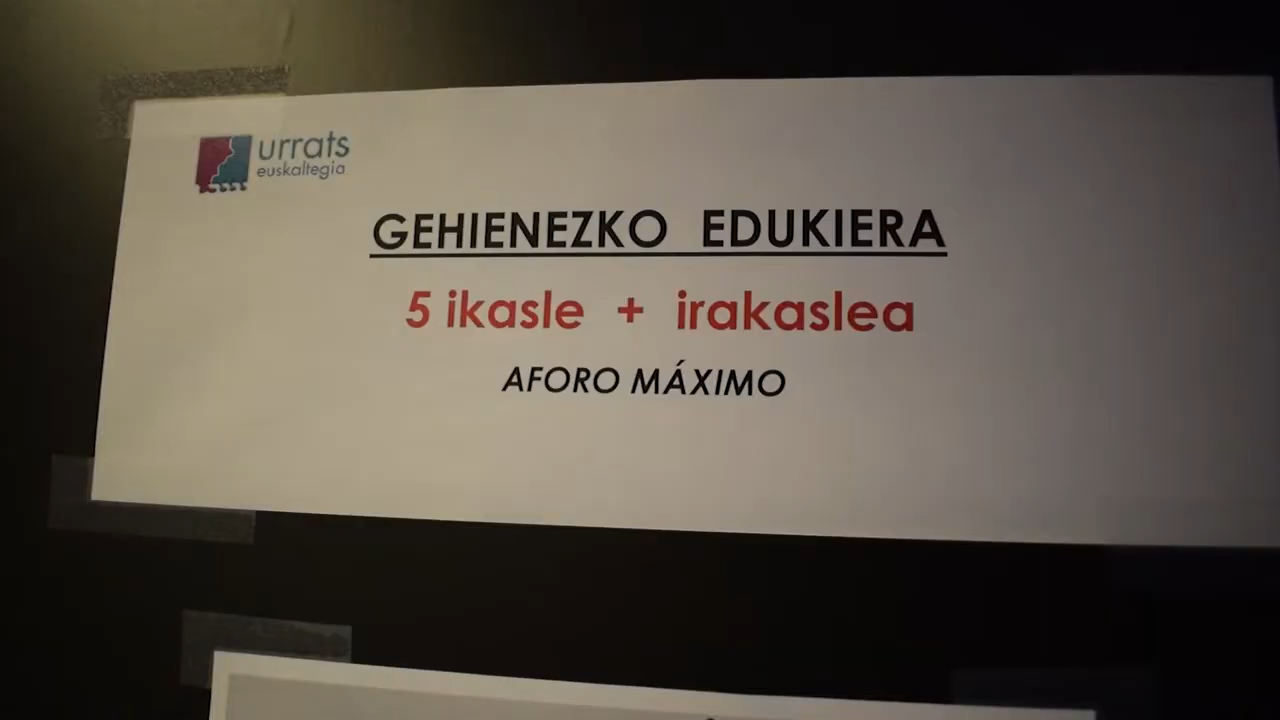 urrats
euskaltegia
GEHIENEZKO EDUKIERA
5 ikasle + irakaslea
AFORO MÁXIMO